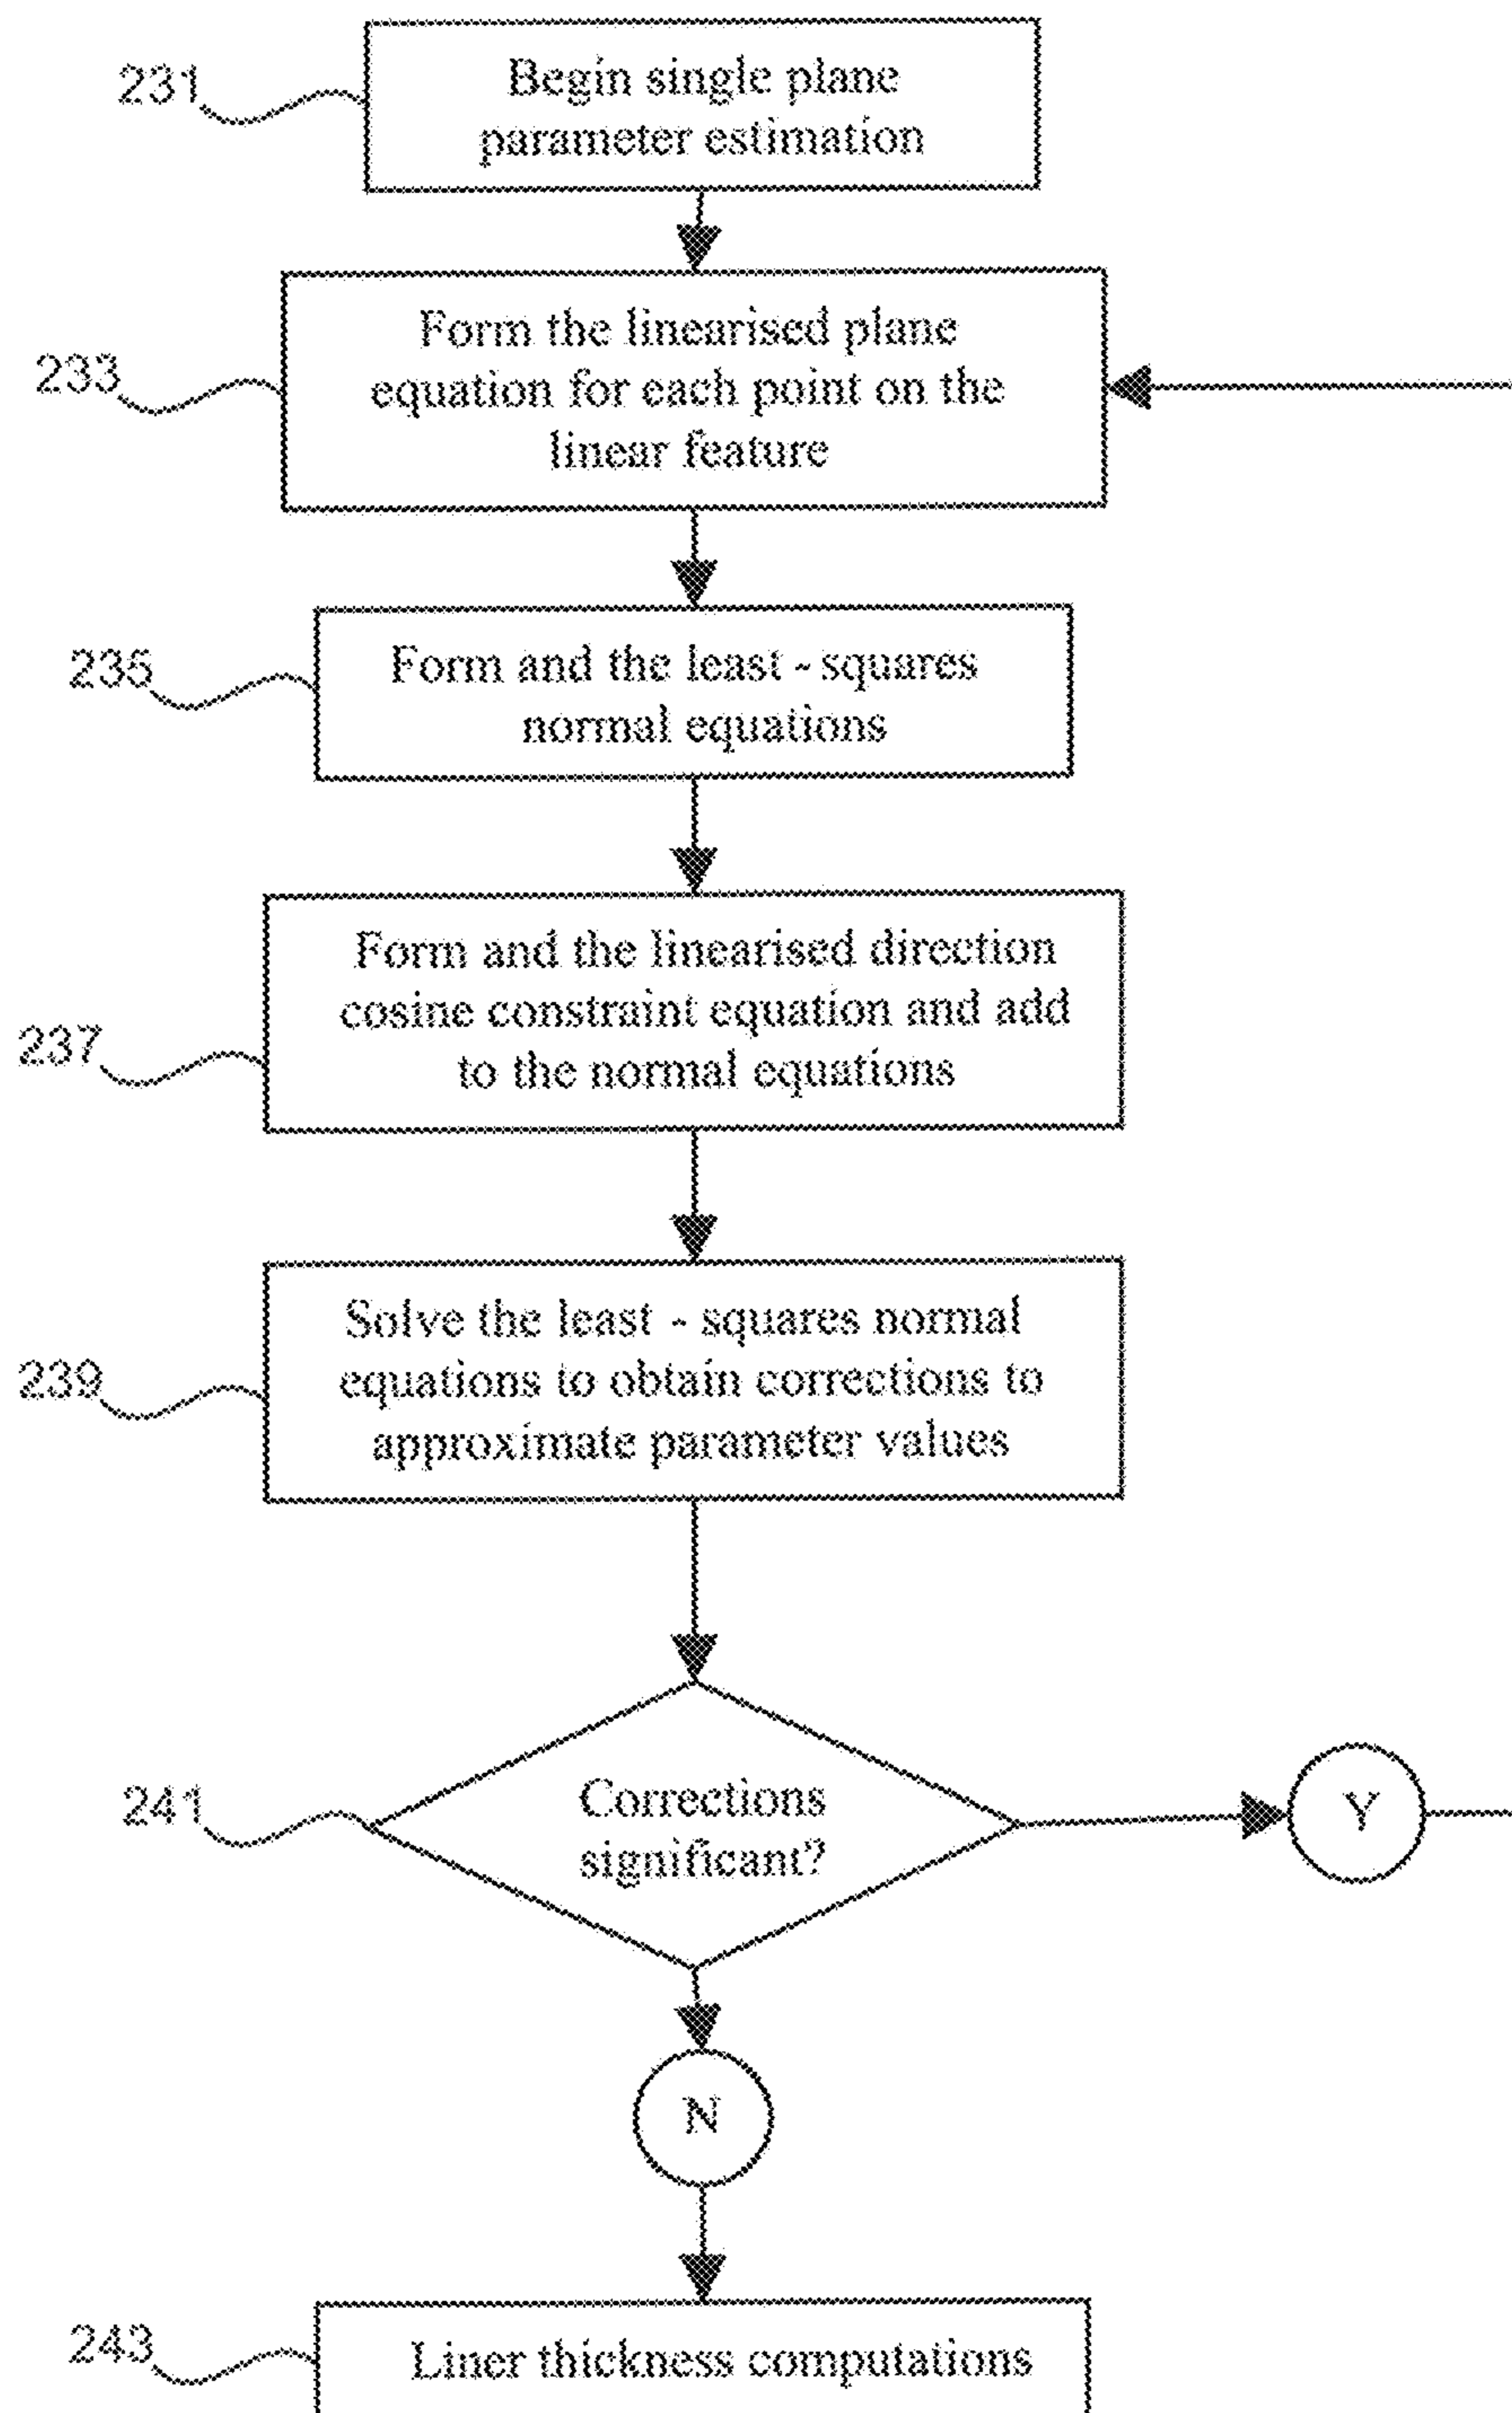 231
Begin single plane
parameter estimation
233
Form the linearised plane
equation for each point on the
linear feature
235
Form and the least - squares
normal equations
237
Form and the linearised direction
cosine constraint equation and add
to the normal equations
239
Solve the least - squares normal
equations to obtain corrections to
approximate parameter values
241
Corrections
significant?
Y
N
243
Liner thickness computations